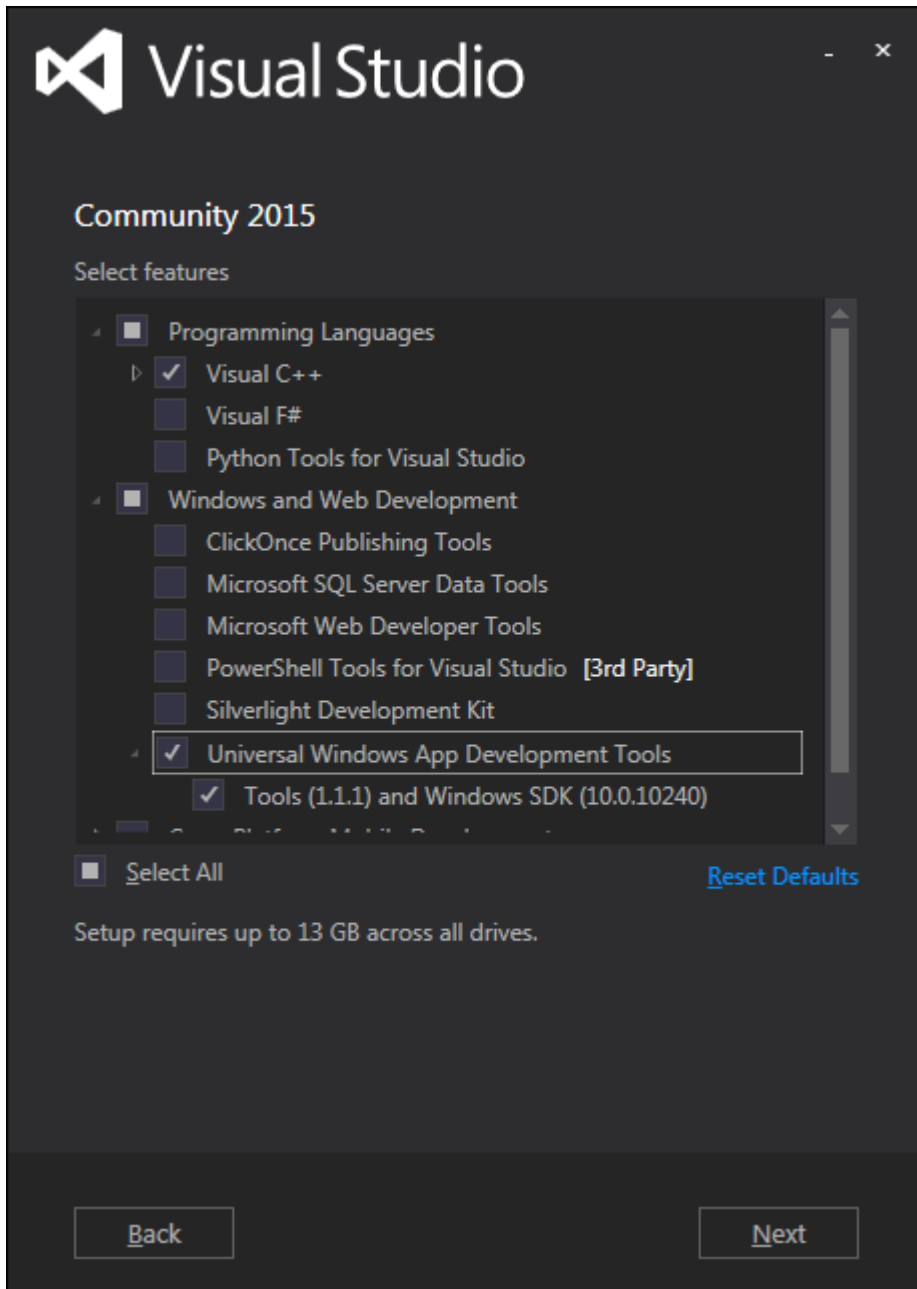 Visual Studio
Community 2015
Select features
Programming Languages
Visual C++
Visual F#
Python Tools for Visual Studio
Windows and Web Development
ClickOnce Publishing Tools
Microsoft SQL Server Data Tools
Microsoft Web Developer Tools
PowerShell Tools for Visual Studio [3rd Party]
Silverlight Development Kit
Universal Windows App Development Tools
Tools (1.1.1) and Windows SDK (10.0.10240)
Select All Reset Defaults
Setup requires up to 13 GB across all drives.
Back Next